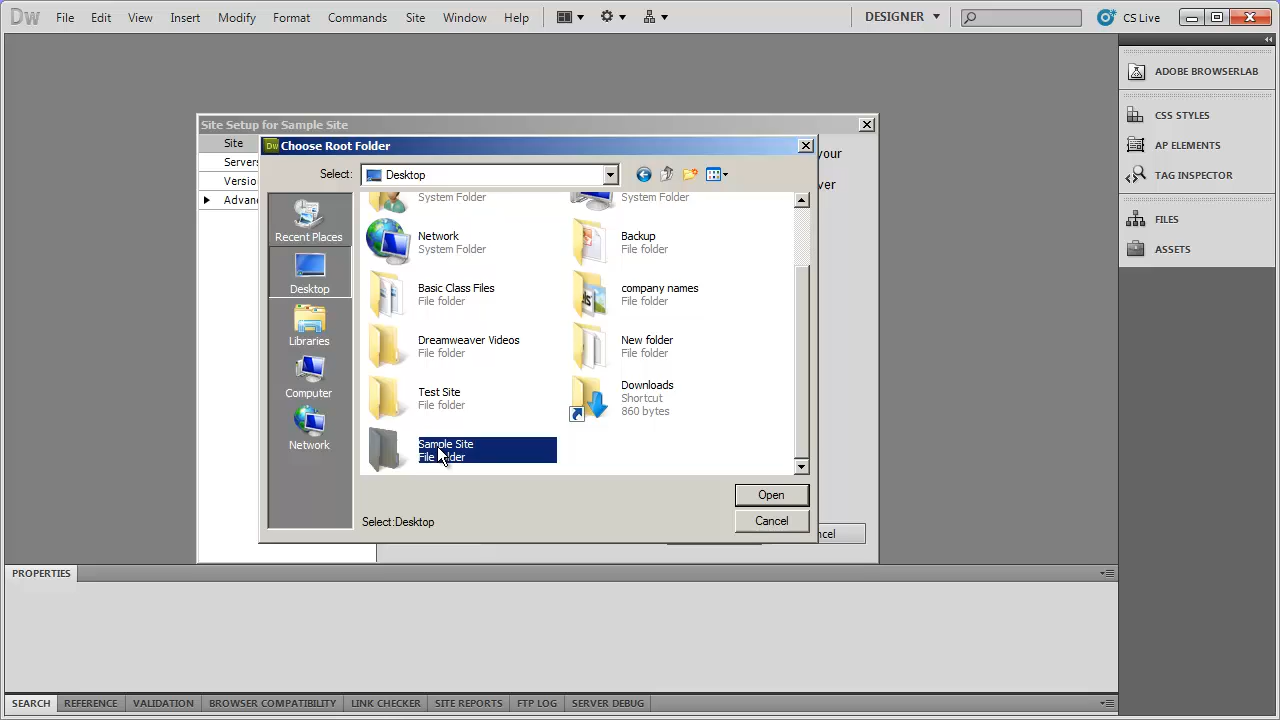 Dw File Edit View Insert Modify Format Commands Site Window Help DESIGNER CS Live
Site Setup for Sample Site
Site
Servers
Versio
Advan
your
ver
ncel
Dw Choose Root Folder
Select: Desktop
Recent Places
Desktop
Libraries
Computer
Network
System Folder
System Folder
Network
System Folder
Backup
File folder
Basic Class Files
File folder
company names
File folder
Dreamweaver Videos
File folder
New folder
File folder
Test Site
File folder
Downloads
Shortcut
860 bytes
Sample Site
File folder
Open
Select:Desktop
Cancel
ADOBE BROWSERLAB
CSS STYLES
AP ELEMENTS
TAG INSPECTOR
FILES
ASSETS
PROPERTIES
SEARCH REFERENCE VALIDATION BROWSER COMPATIBILITY LINK CHECKER SITE REPORTS FTP LOG SERVER DEBUG